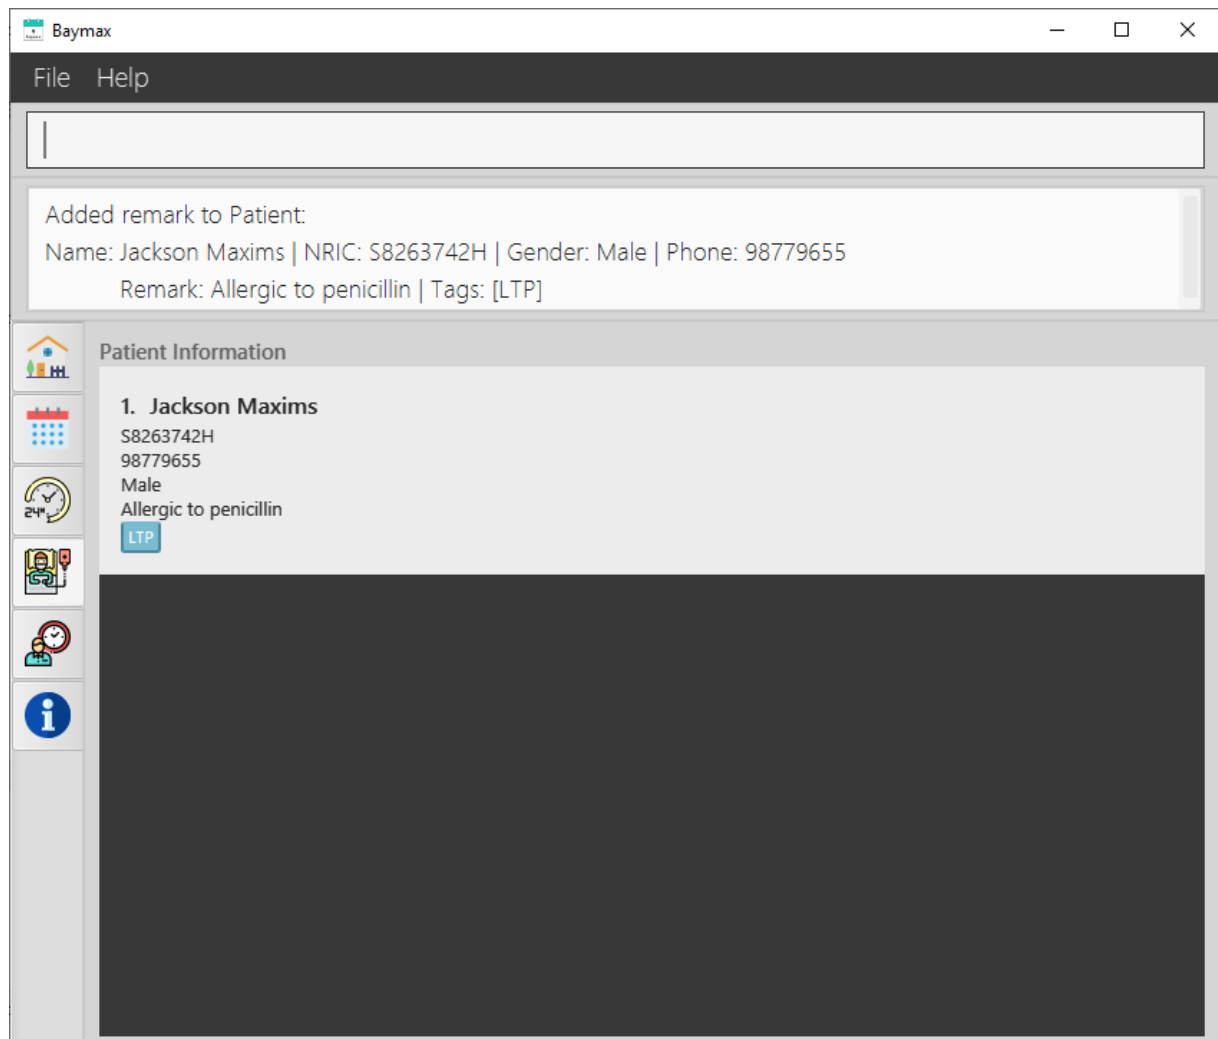 Baymax
File Help
Added remark to Patient:
Name: Jackson Maxims | NRIC: S8263742H | Gender: Male | Phone: 98779655
Remark: Allergic to penicillin | Tags: [LTP]
Patient Information
1. Jackson Maxims
S8263742H
98779655
Male
Allergic to penicillin
LTP
24H